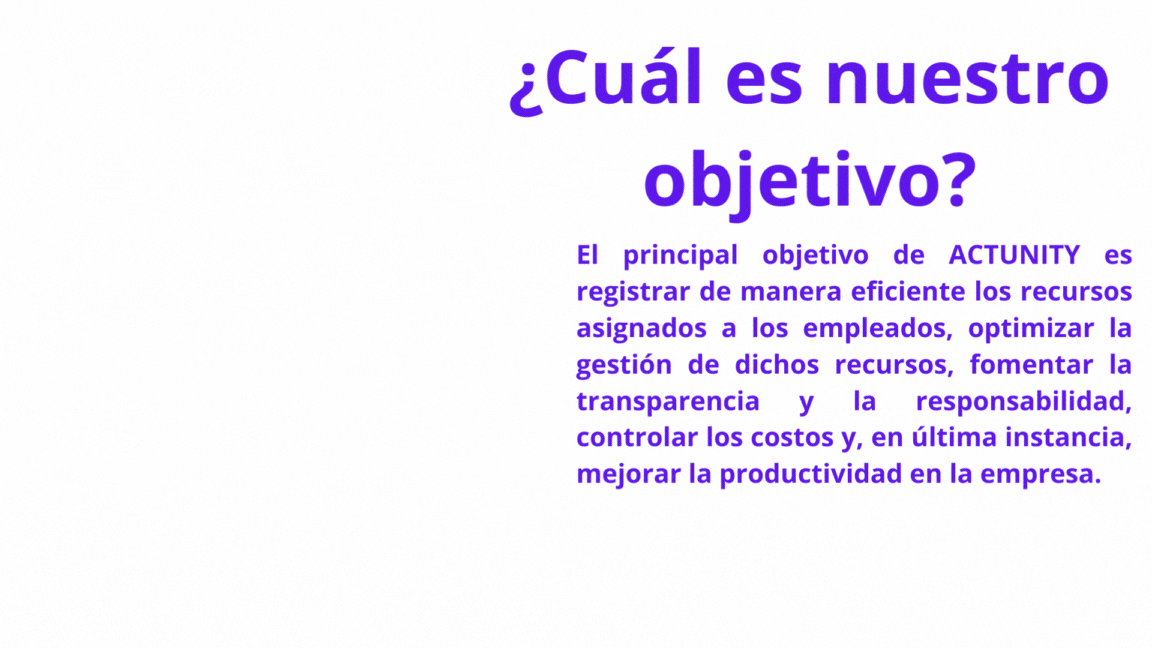 ¿Cuál es nuestro
objetivo?
El principal objetivo de ACTUNITY es
registrar de manera eficiente los recursos
asignados a los empleados, optimizar la
gestión de dichos recursos, fomentar la
transparencia y la responsabilidad,
controlar los costos y, en última instancia,
mejorar la productividad en la empresa.